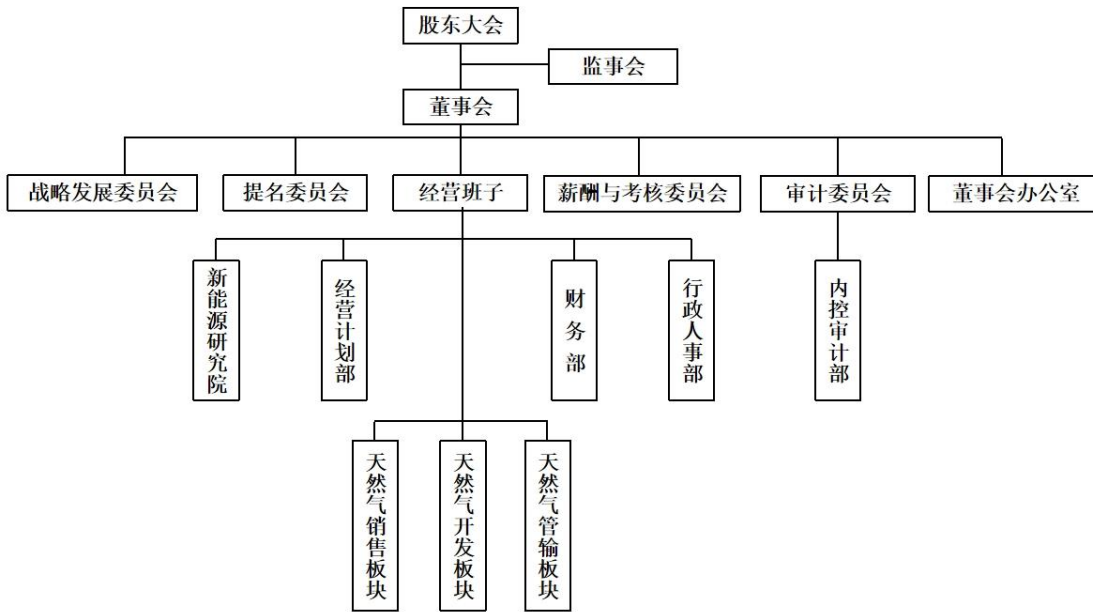 股东大会
监事会
董事会
战略发展委员会
提名委员会
经营班子
薪酬与考核委员会
审计委员会
董事会办公室
新能源研究院
经营计划部
财务部
行政人事部
内控审计部
天然气销售板块
天然气开发板块
天然气管输板块